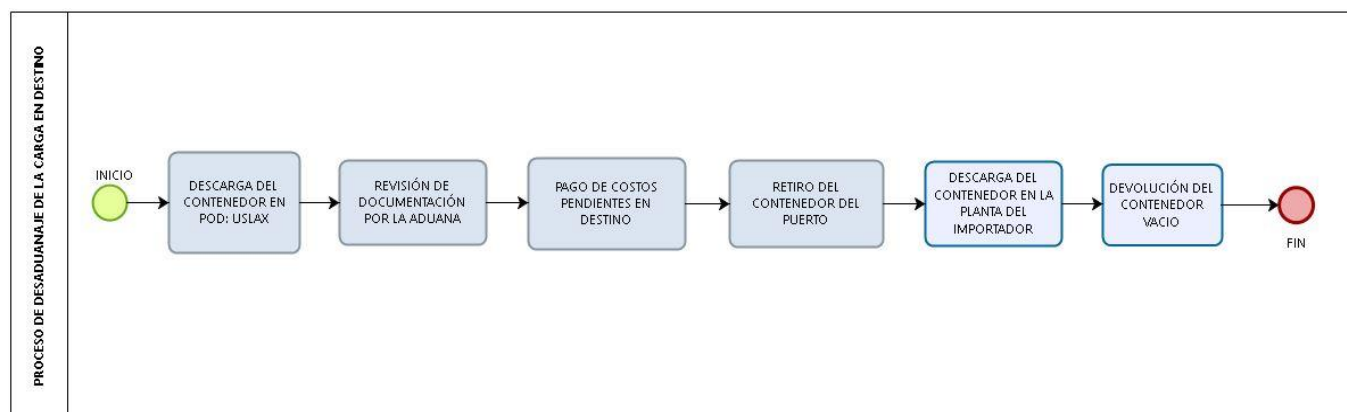 PROCESO DE DESADUANAJE DE LA CARGA EN DESTINO
INICIO
DESCARGA DEL
CONTENEDOR EN
POD: USLAX
REVISIÓN DE
DOCUMENTACIÓN
POR LA ADUANA
PAGO DE COSTOS
PENDIENTES EN
DESTINO
RETIRO DEL
CONTENEDOR DEL
PUERTO
DESCARGA DEL
CONTENEDOR EN LA
PLANTA DEL
IMPORTADOR
DEVOLUCIÓN DEL
CONTENEDOR
VACIO
FIN